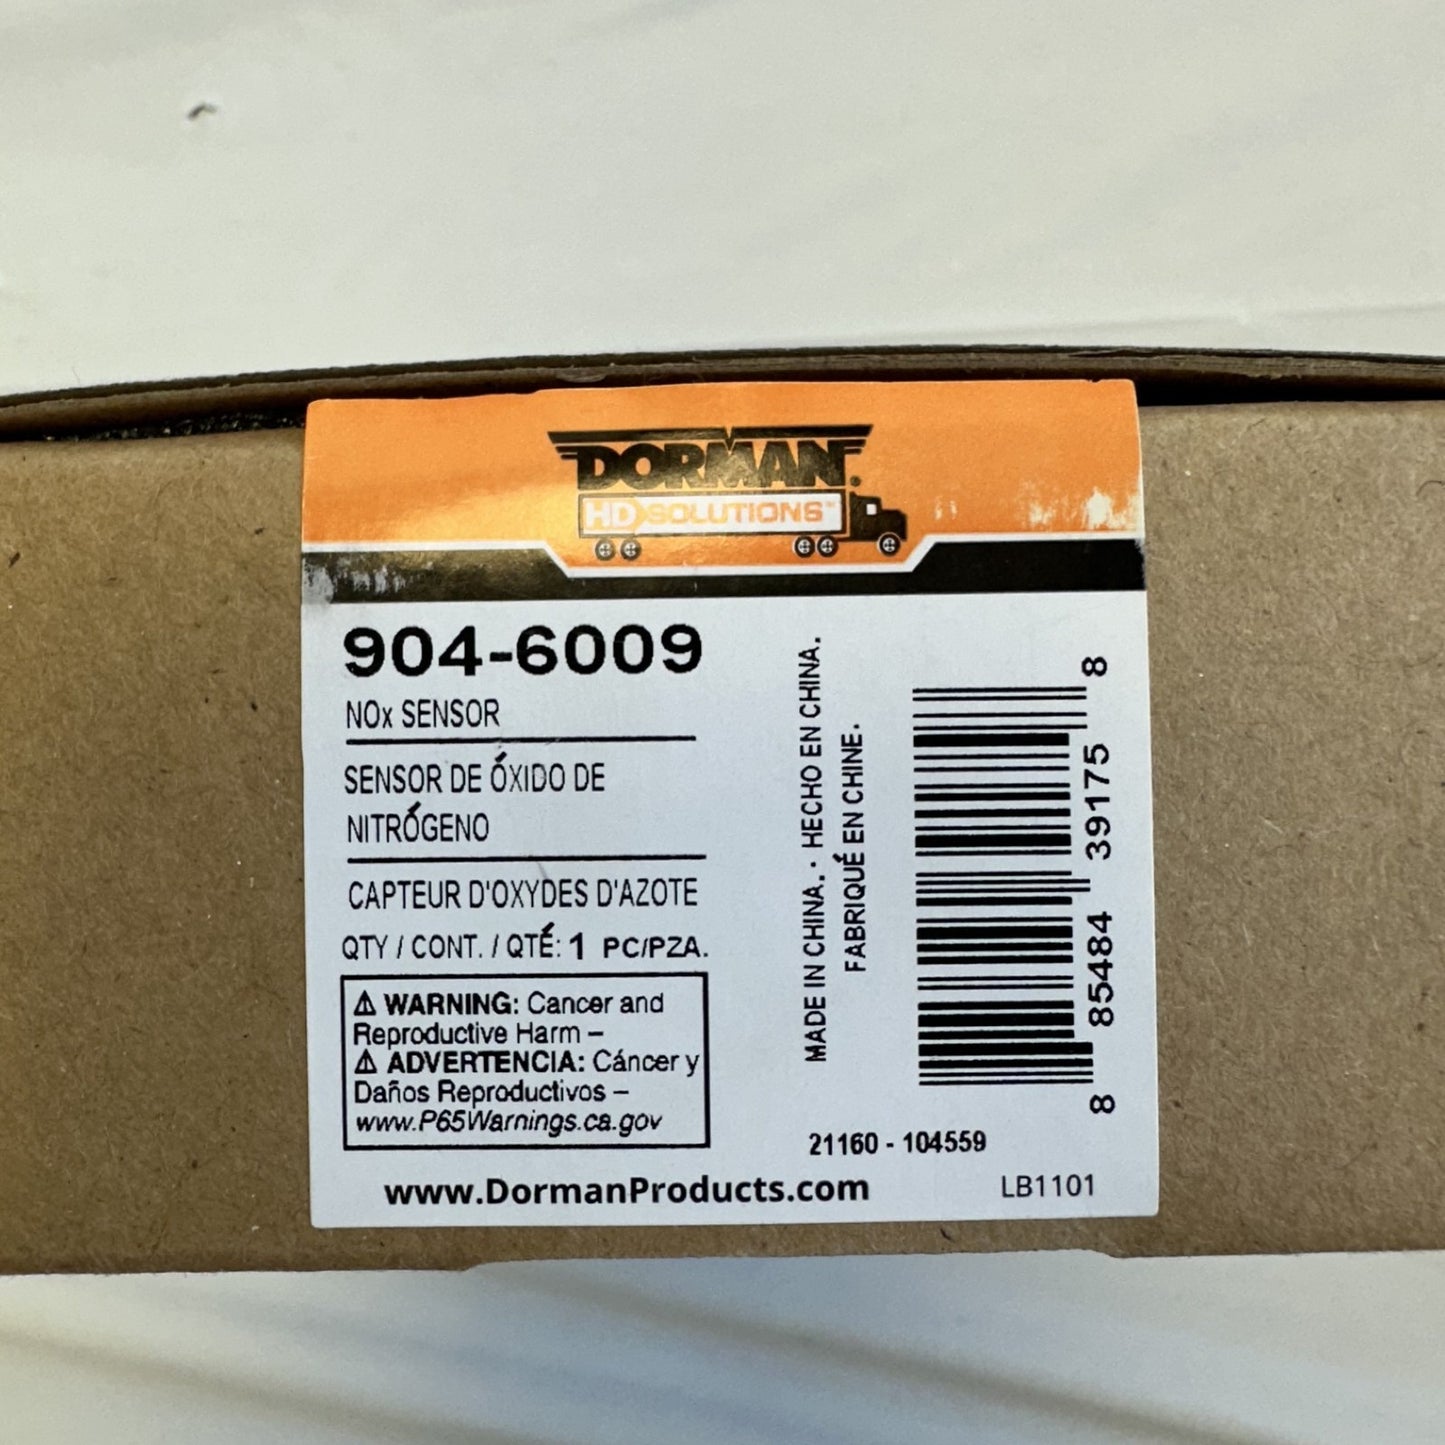 DORMAN®
HD SOLUTIONS™
904-6009
NOx SENSOR
SENSOR DE ÓXIDO DE
NITRÓGENO
CAPTEUR D'OXYDES D'AZOTE
QTY / CONT. / QTÉ: 1 PC/PZA.
⚠ WARNING: Cancer and
Reproductive Harm –
⚠ ADVERTENCIA: Cáncer y
Daños Reproductivos –
www.P65Warnings.ca.gov
MADE IN CHINA. · HECHO EN CHINA.
FABRIQUÉ EN CHINE.
8 85484 39175 8
21160 - 104559
www.DormanProducts.com
LB1101